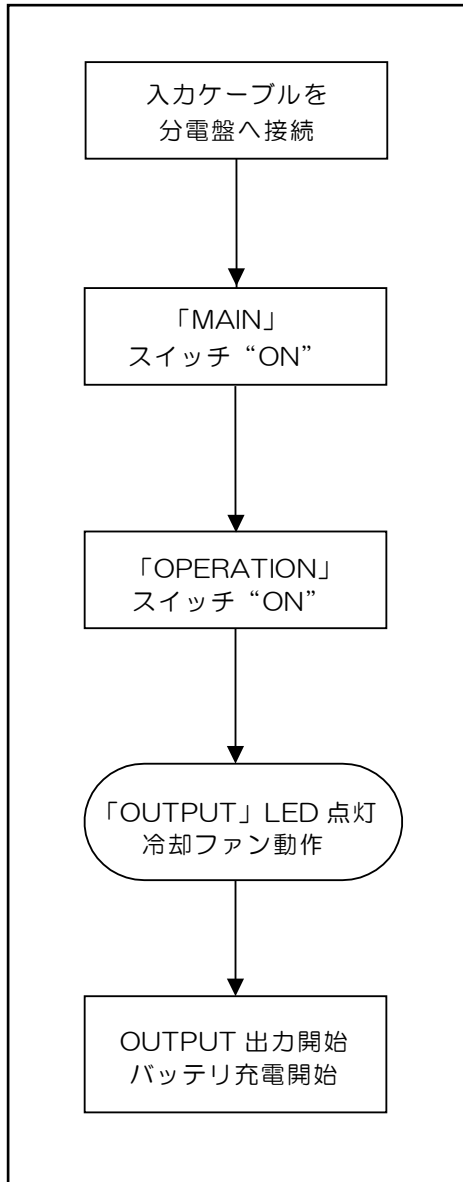 入力ケーブルを
分電盤へ接続
「MAIN」
スイッチ“ON”
「OPERATION」
スイッチ“ON”
「OUTPUT」LED 点灯
冷却ファン動作
OUTPUT 出力開始
バッテリ充電開始